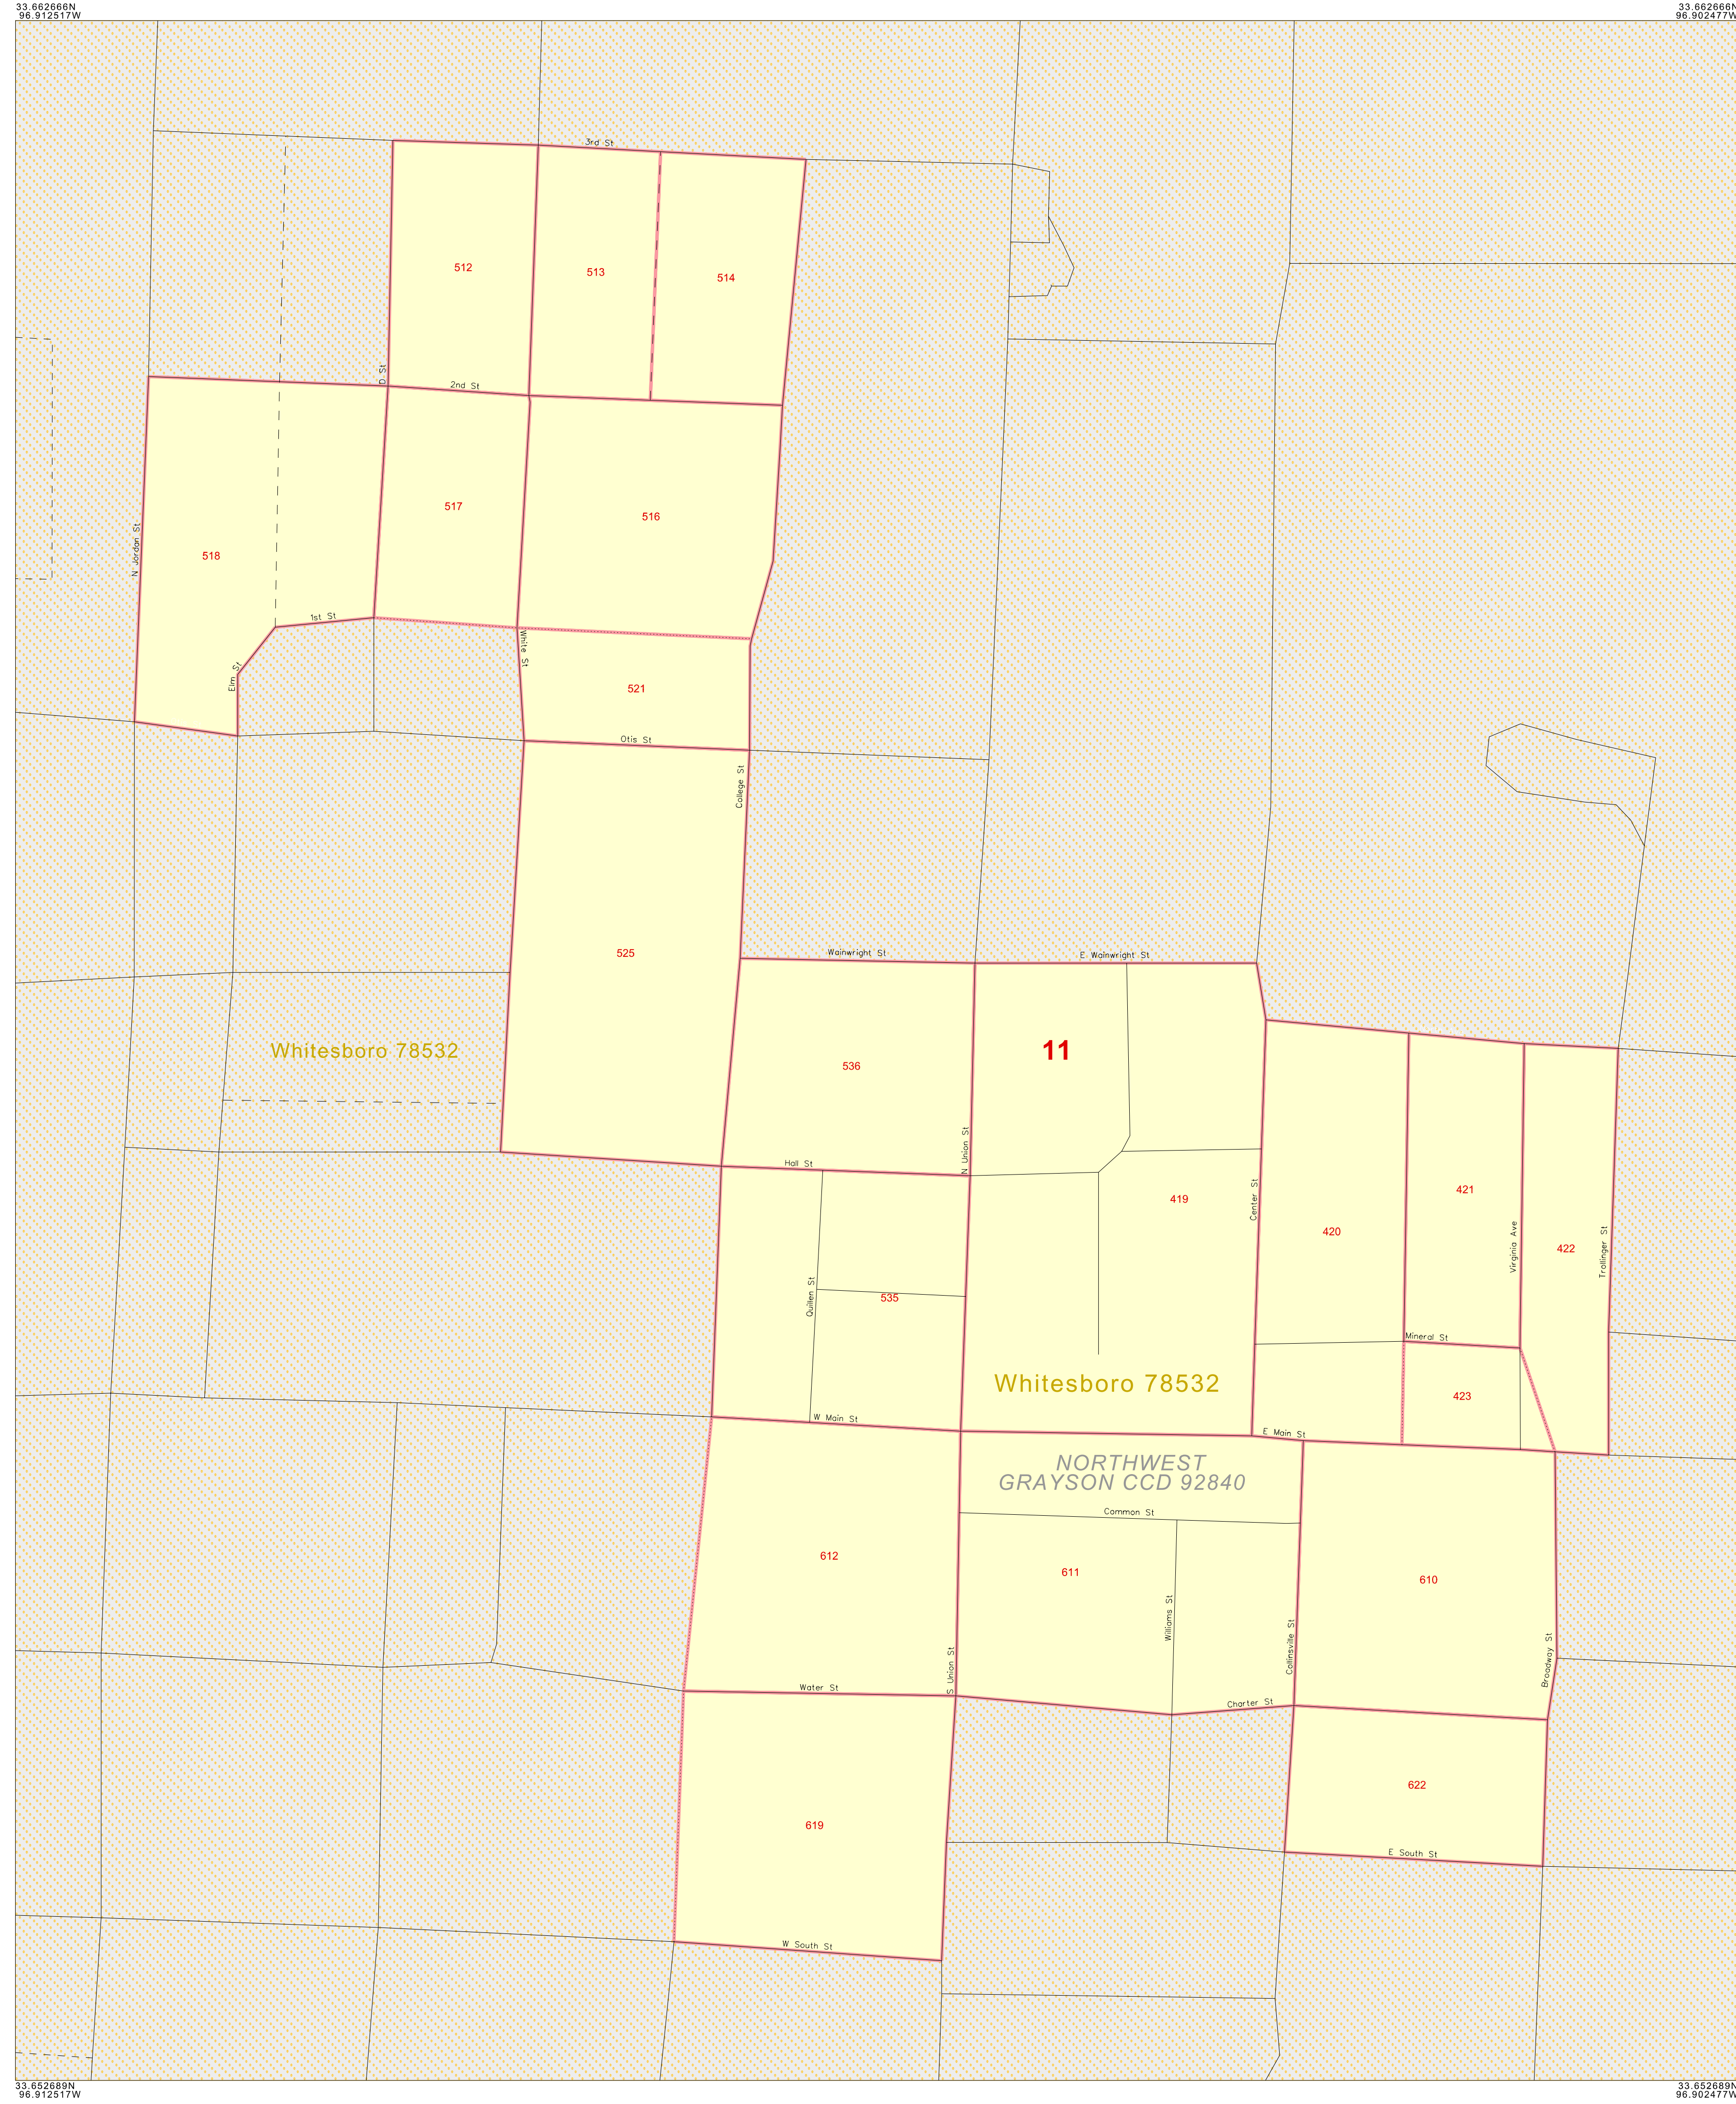 33.662666N
96.912517W
33.662666N
96.902477W
3rd St
512
513
514
D St
2nd St
N Jordan St
517
516
518
1st St
White St
Elm St
521
Otis St
College St
525
Wainwright St
E Wainwright St
Whitesboro 78532
11
536
N Union St
Hall St
419
Center St
421
420
Virginia Ave
422
Trollinger St
Quillen St
535
Mineral St
Whitesboro 78532
423
W Main St
E Main St
NORTHWEST
GRAYSON CCD 92840
Common St
612
611
610
Williams St
Collinsville St
Broadway St
S Union St
Water St
Charter St
622
619
E South St
W South St
33.652689N
96.912517W
33.652689N
96.902477W